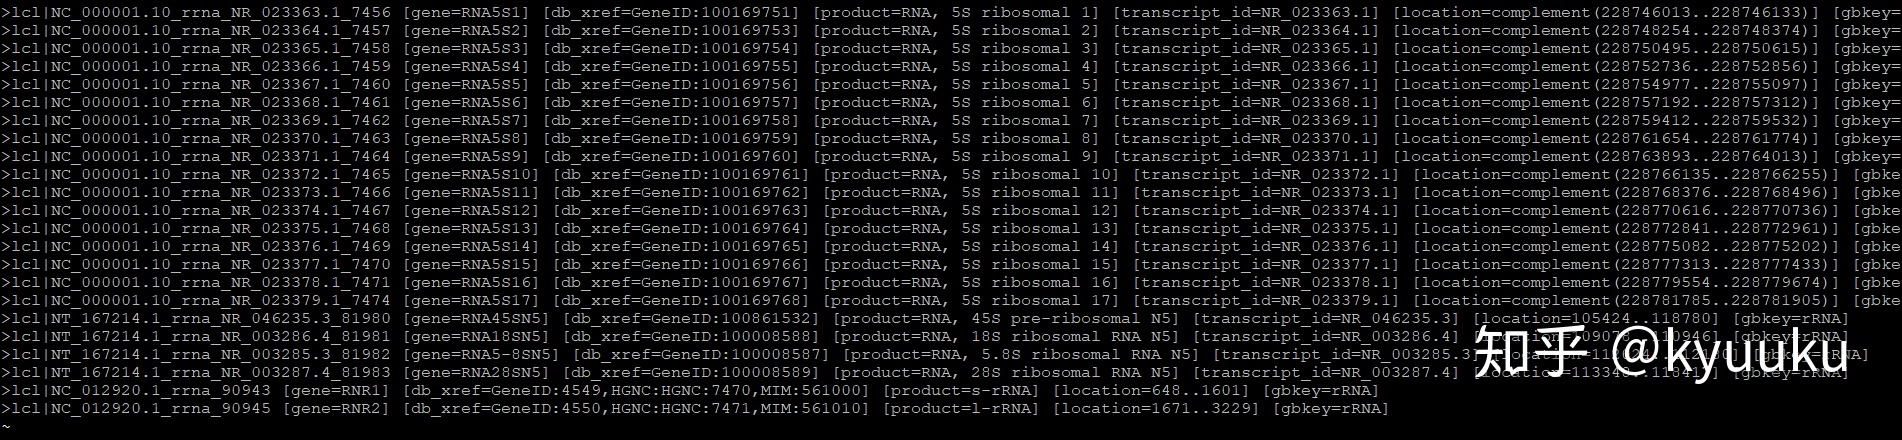 >lcl|NC_000001.10_rrna_NR_023363.1_7456 [gene=RNA5S1] [db_xref=GeneID:100169751] [product=RNA, 5S ribosomal 1] [transcript_id=NR_023363.1] [location=complement(228746013..228746133)] [gbkey=
>lcl|NC_000001.10_rrna_NR_023364.1_7457 [gene=RNA5S2] [db_xref=GeneID:100169753] [product=RNA, 5S ribosomal 2] [transcript_id=NR_023364.1] [location=complement(228748254..228748374)] [gbkey=
>lcl|NC_000001.10_rrna_NR_023365.1_7458 [gene=RNA5S3] [db_xref=GeneID:100169754] [product=RNA, 5S ribosomal 3] [transcript_id=NR_023365.1] [location=complement(228750495..228750615)] [gbkey=
>lcl|NC_000001.10_rrna_NR_023366.1_7459 [gene=RNA5S4] [db_xref=GeneID:100169755] [product=RNA, 5S ribosomal 4] [transcript_id=NR_023366.1] [location=complement(228752736..228752856)] [gbkey=
>lcl|NC_000001.10_rrna_NR_023367.1_7460 [gene=RNA5S5] [db_xref=GeneID:100169756] [product=RNA, 5S ribosomal 5] [transcript_id=NR_023367.1] [location=complement(228754977..228755097)] [gbkey=
>lcl|NC_000001.10_rrna_NR_023368.1_7461 [gene=RNA5S6] [db_xref=GeneID:100169757] [product=RNA, 5S ribosomal 6] [transcript_id=NR_023368.1] [location=complement(228757192..228757312)] [gbkey=
>lcl|NC_000001.10_rrna_NR_023369.1_7462 [gene=RNA5S7] [db_xref=GeneID:100169758] [product=RNA, 5S ribosomal 7] [transcript_id=NR_023369.1] [location=complement(228759412..228759532)] [gbkey=
>lcl|NC_000001.10_rrna_NR_023370.1_7463 [gene=RNA5S8] [db_xref=GeneID:100169759] [product=RNA, 5S ribosomal 8] [transcript_id=NR_023370.1] [location=complement(228761654..228761774)] [gbkey=
>lcl|NC_000001.10_rrna_NR_023371.1_7464 [gene=RNA5S9] [db_xref=GeneID:100169760] [product=RNA, 5S ribosomal 9] [transcript_id=NR_023371.1] [location=complement(228763893..228764013)] [gbkey=
>lcl|NC_000001.10_rrna_NR_023372.1_7465 [gene=RNA5S10] [db_xref=GeneID:100169761] [product=RNA, 5S ribosomal 10] [transcript_id=NR_023372.1] [location=complement(228766135..228766255)] [gbke
>lcl|NC_000001.10_rrna_NR_023373.1_7466 [gene=RNA5S11] [db_xref=GeneID:100169762] [product=RNA, 5S ribosomal 11] [transcript_id=NR_023373.1] [location=complement(228768376..228768496)] [gbke
>lcl|NC_000001.10_rrna_NR_023374.1_7467 [gene=RNA5S12] [db_xref=GeneID:100169763] [product=RNA, 5S ribosomal 12] [transcript_id=NR_023374.1] [location=complement(228770616..228770736)] [gbke
>lcl|NC_000001.10_rrna_NR_023375.1_7468 [gene=RNA5S13] [db_xref=GeneID:100169764] [product=RNA, 5S ribosomal 13] [transcript_id=NR_023375.1] [location=complement(228772841..228772961)] [gbke
>lcl|NC_000001.10_rrna_NR_023376.1_7469 [gene=RNA5S14] [db_xref=GeneID:100169765] [product=RNA, 5S ribosomal 14] [transcript_id=NR_023376.1] [location=complement(228775082..228775202)] [gbke
>lcl|NC_000001.10_rrna_NR_023377.1_7470 [gene=RNA5S15] [db_xref=GeneID:100169766] [product=RNA, 5S ribosomal 15] [transcript_id=NR_023377.1] [location=complement(228777313..228777433)] [gbke
>lcl|NC_000001.10_rrna_NR_023378.1_7471 [gene=RNA5S16] [db_xref=GeneID:100169767] [product=RNA, 5S ribosomal 16] [transcript_id=NR_023378.1] [location=complement(228779554..228779674)] [gbke
>lcl|NC_000001.10_rrna_NR_023379.1_7474 [gene=RNA5S17] [db_xref=GeneID:100169768] [product=RNA, 5S ribosomal 17] [transcript_id=NR_023379.1] [location=complement(228781785..228781905)] [gbke
>lcl|NT_167214.1_rrna_NR_046235.3_81980 [gene=RNA45SN5] [db_xref=GeneID:100861532] [product=RNA, 45S pre-ribosomal N5] [transcript_id=NR_046235.3] [location=105424..118780] [gbkey=rRNA]
>lcl|NT_167214.1_rrna_NR_003286.4_81981 [gene=RNA18SN5] [db_xref=GeneID:100008588] [product=RNA, 18S ribosomal RNA N5] [transcript_id=NR_003286.4] [gbkey=rRNA]
>lcl|NT_167214.1_rrna_NR_003285.3_81982 [gene=RNA5-8SN5] [db_xref=GeneID:100008587] [product=RNA, 5.8S ribosomal RNA N5] [transcript_id=NR_003285.3]
>lcl|NT_167214.1_rrna_NR_003287.4_81983 [gene=RNA28SN5] [db_xref=GeneID:100008589] [product=RNA, 28S ribosomal RNA N5] [transcript_id=NR_003287.4] [gbkey=rRNA]
>lcl|NC_012920.1_rrna_90943 [gene=RNR1] [db_xref=GeneID:4549,HGNC:HGNC:7470,MIM:561000] [product=s-rRNA] [location=648..1601] [gbkey=rRNA]
>lcl|NC_012920.1_rrna_90945 [gene=RNR2] [db_xref=GeneID:4550,HGNC:HGNC:7471,MIM:561010] [product=l-rRNA] [location=1671..3229] [gbkey=rRNA]
~
知乎 @kyuuku